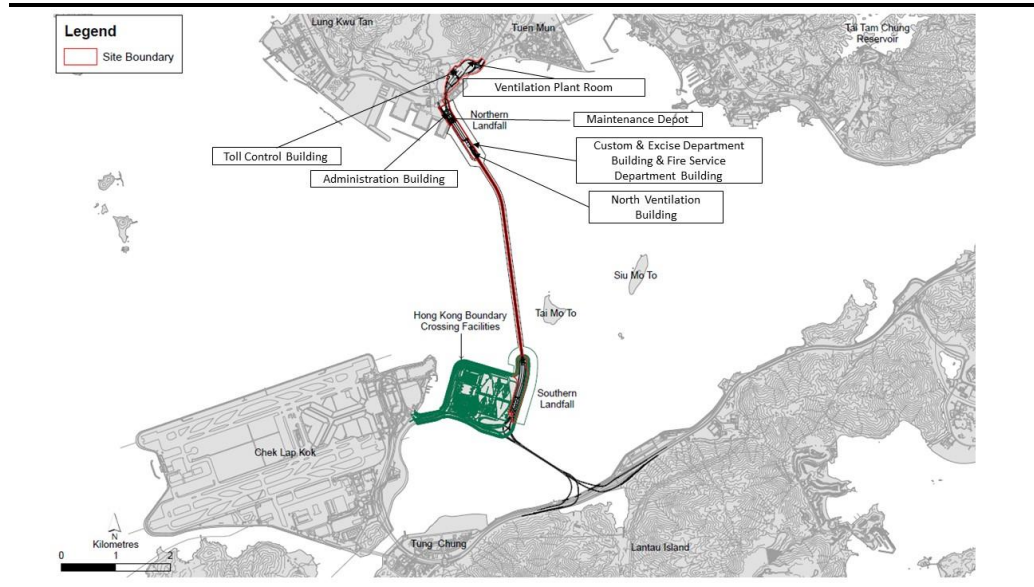 Legend
Site Boundary
Lung Kwu Tan
Tuen Mun
Tai Tam Chung
Reservoir
Ventilation Plant Room
Northern
Landfall
Maintenance Depot
Toll Control Building
Administration Building
Custom & Excise Department
Building & Fire Service
Department Building
North Ventilation
Building
Siu Mo To
Tai Mo To
Hong Kong Boundary
Crossing Facilities
Southern
Landfall
Chek Lap Kok
Tung Chung
Lantau Island
N
Kilometres
0 1 2